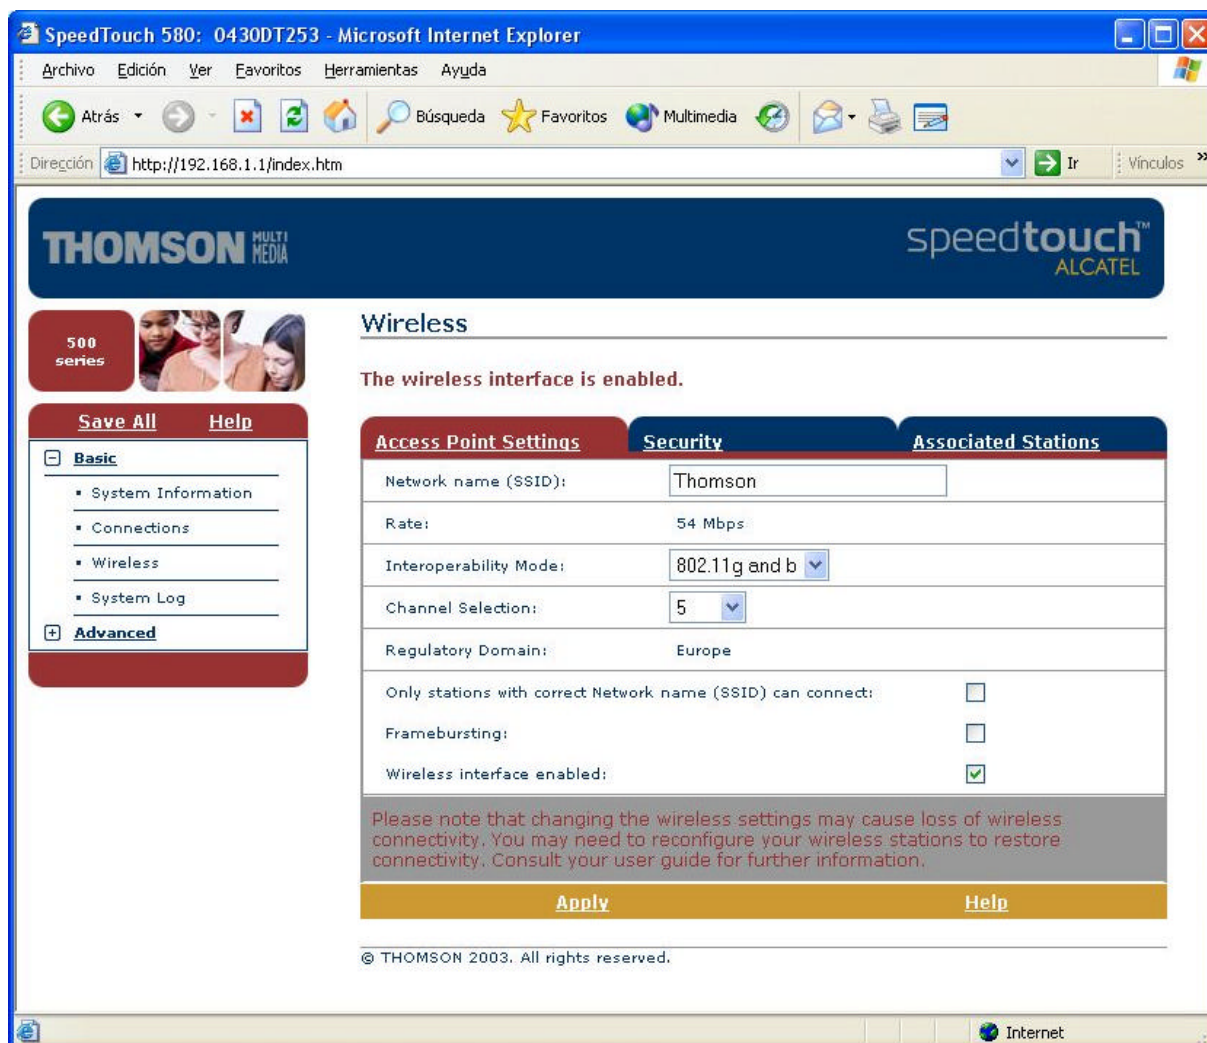 SpeedTouch 580: 0430DT253 - Microsoft Internet Explorer
Archivo Edición Ver Favoritos Herramientas Ayuda
Atrás Búsqueda Favoritos Multimedia
Dirección http://192.168.1.1/index.htm Ir Vínculos »
THOMSON MULTI MEDIA
speedtouch™
ALCATEL
500
series
Save All Help
Basic
System Information
Connections
Wireless
System Log
Advanced
Wireless
The wireless interface is enabled.
Access Point Settings Security Associated Stations
Network name (SSID): Thomson
Rate: 54 Mbps
Interoperability Mode: 802.11g and b
Channel Selection: 5
Regulatory Domain: Europe
Only stations with correct Network name (SSID) can connect:
Framebursting:
Wireless interface enabled:
Please note that changing the wireless settings may cause loss of wireless
connectivity. You may need to reconfigure your wireless stations to restore
connectivity. Consult your user guide for further information.
Apply Help
© THOMSON 2003. All rights reserved.
Internet